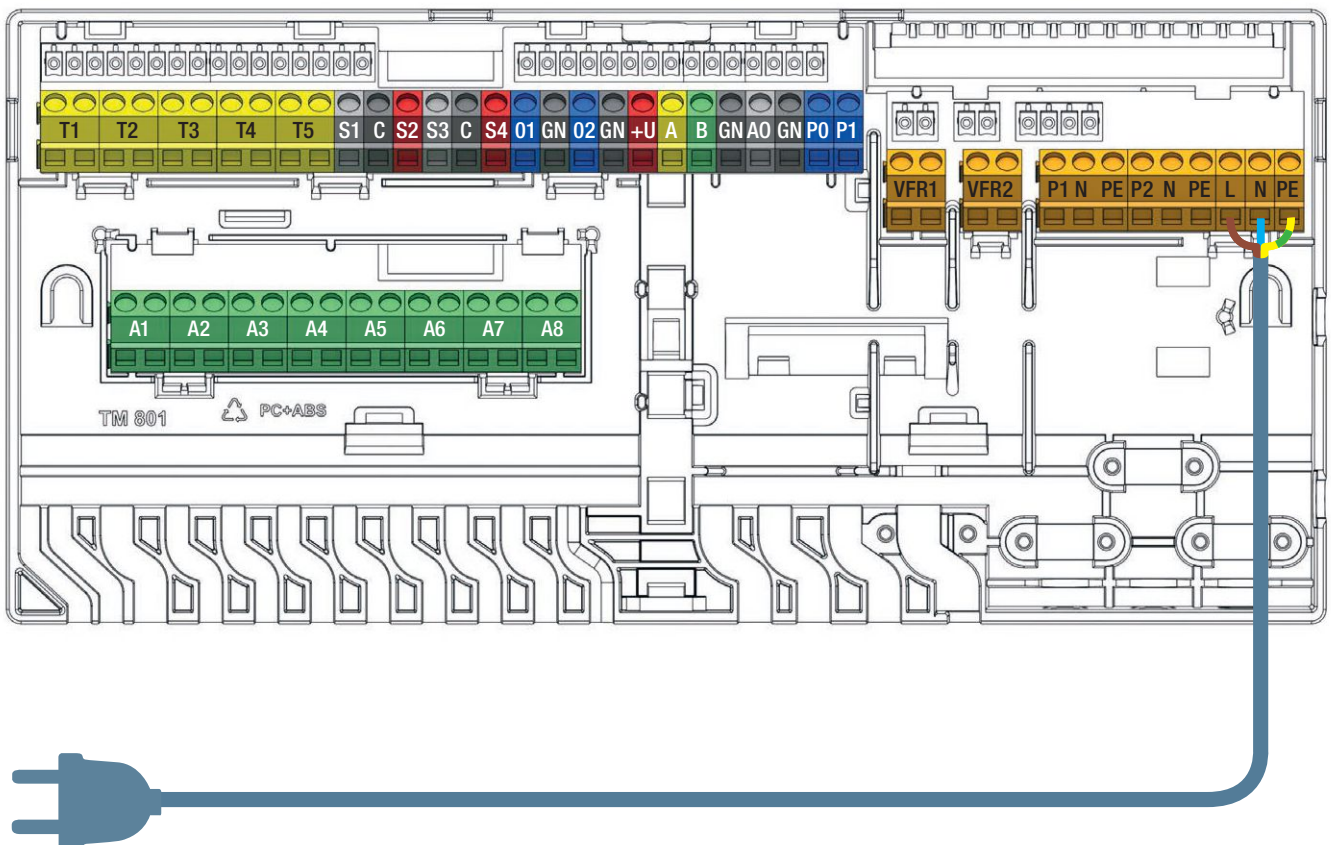 T1 T2 T3 T4 T5 S1 C S2 S3 C S4 01 GN 02 GN +U A B GN AO GN P0 P1
VFR1 VFR2 P1 N PE P2 N PE L N PE
A1 A2 A3 A4 A5 A6 A7 A8
TM 801 PC+ABS